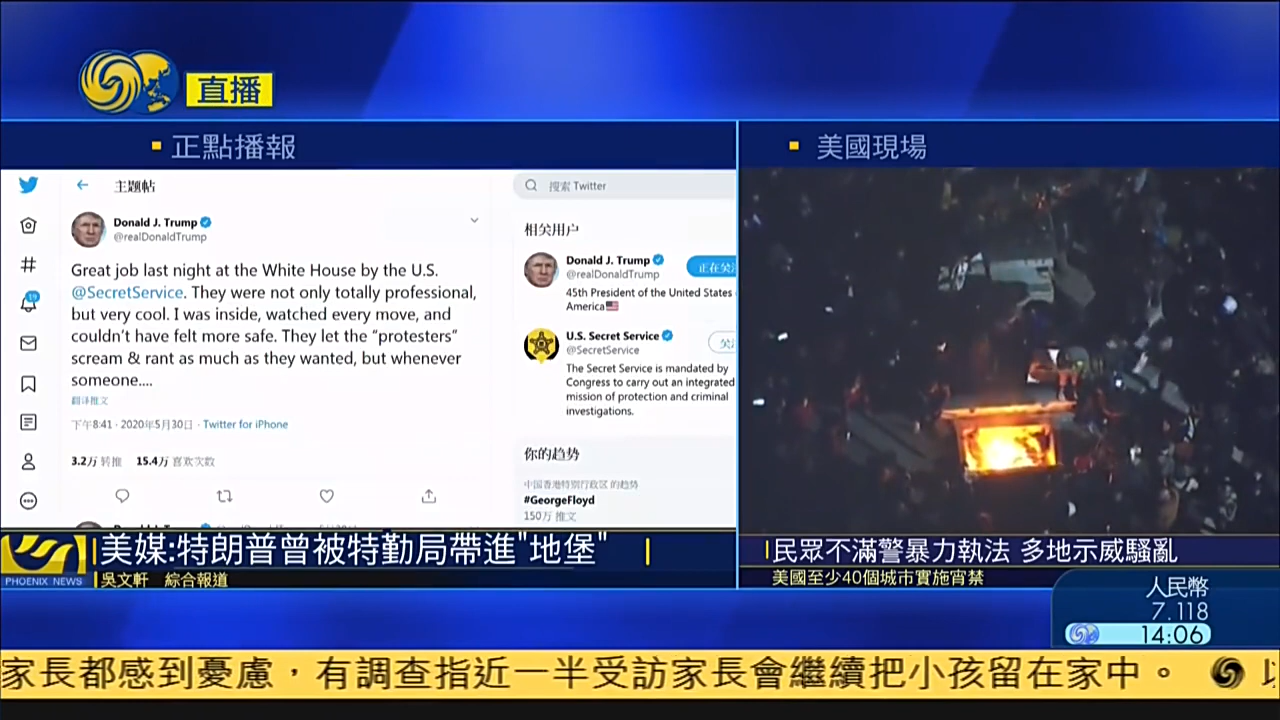 直播
正點播報
美國現場
主题帖
搜索 Twitter
Donald J. Trump
@realDonaldTrump
Great job last night at the White House by the U.S.
@SecretService. They were not only totally professional,
but very cool. I was inside, watched every move, and
couldn't have felt more safe. They let the “protesters”
scream & rant as much as they wanted, but whenever
someone....
翻译推文
下午8:41 · 2020年5月30日 · Twitter for iPhone
3.2万 转推 15.4万 喜欢次数
19
相关用户
Donald J. Trump
@realDonaldTrump
正在关注
45th President of the United States
America
U.S. Secret Service
@SecretService
The Secret Service is mandated by
Congress to carry out an integrated
mission of protection and criminal
investigations.
你的趋势
中国香港特别行政区 的趋势
#GeorgeFloyd
150万 推文
美媒:特朗普曾被特勤局帶進"地堡"
PHOENIX NEWS
吳文軒 綜合報道
民眾不滿警暴力執法 多地示威騷亂
美國至少40個城市實施宵禁
人民幣
7.118
14:06
家長都感到憂慮，有調查指近一半受訪家長會繼續把小孩留在家中。